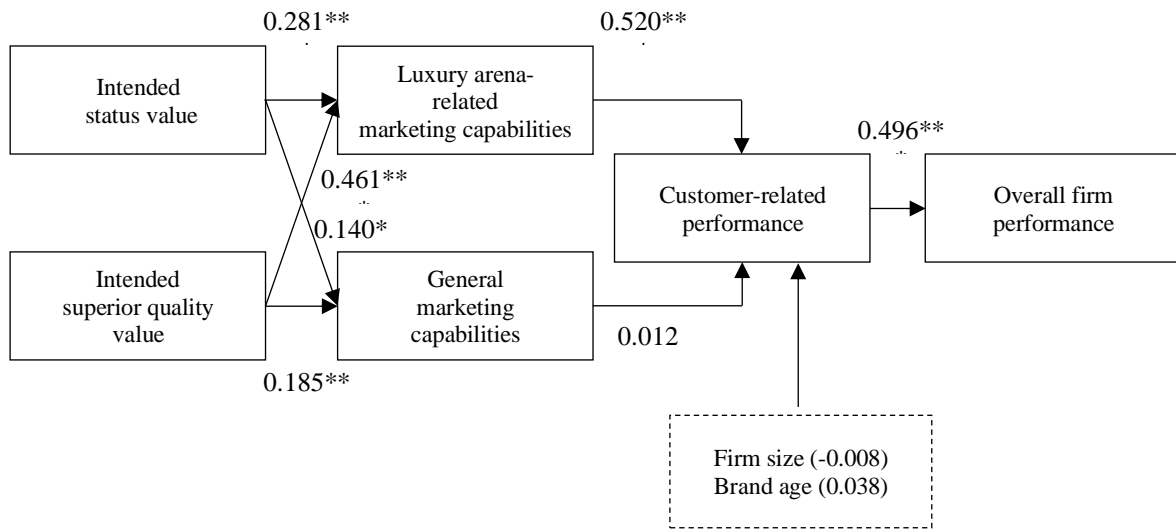 0.281**
0.520**
Intended
status value
Luxury arena-
related
marketing capabilities
0.496**
*
0.461**
*
0.140*
Customer-related
performance
Overall firm
performance
Intended
superior quality
value
General
marketing
capabilities
0.012
0.185**
Firm size (-0.008)
Brand age (0.038)